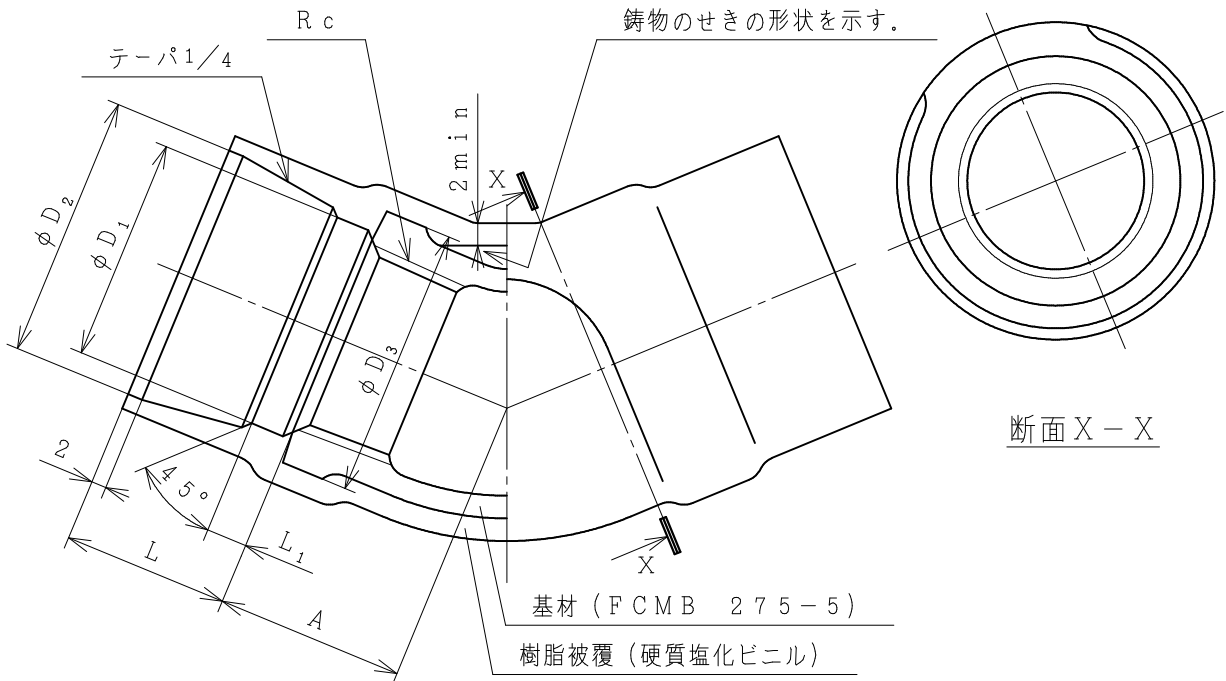 Ｒｃ
鋳物のせきの形状を示す．
テーパ１／４
２ｍｉｎ
Ｘ
φＤ₂
φＤ₁
φＤ₃
断面Ｘ－Ｘ
２
４５°
Ｌ₁
Ｌ
Ａ
Ｘ
基材（ＦＣＭＢ　２７５－５）
樹脂被覆（硬質塩化ビニル）